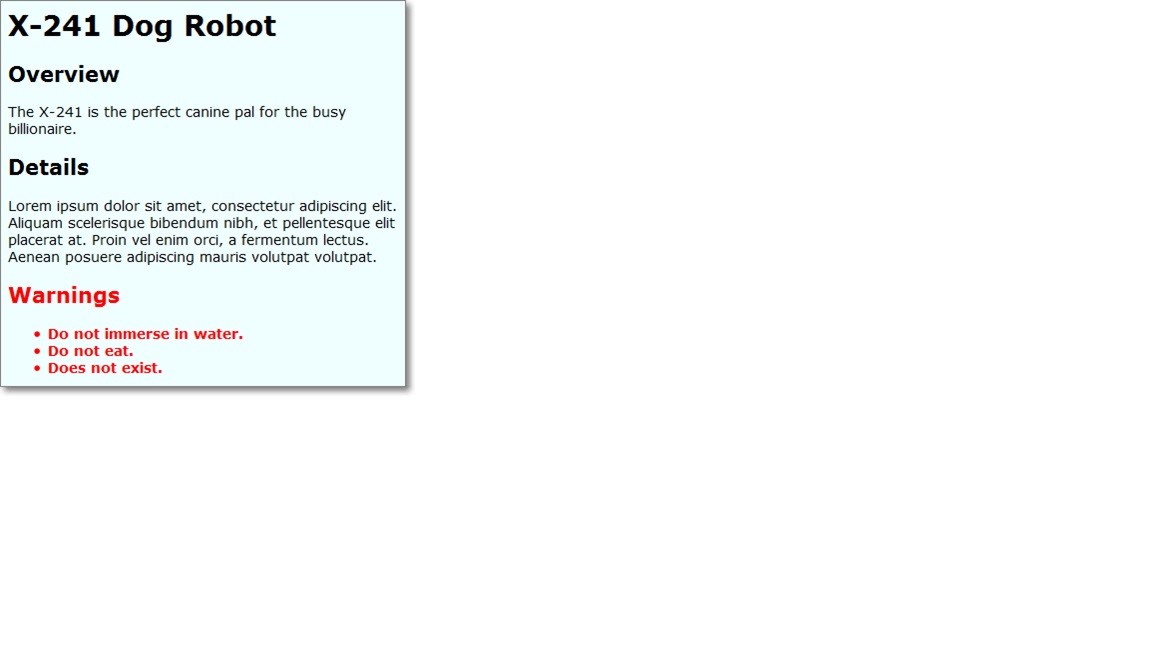 X-241 Dog Robot
Overview
The X-241 is the perfect canine pal for the busy
billionaire.
Details
Lorem ipsum dolor sit amet, consectetur adipiscing elit.
Aliquam scelerisque bibendum nibh, et pellentesque elit
placerat at. Proin vel enim orci, a fermentum lectus.
Aenean posuere adipiscing mauris volutpat volutpat.
Warnings
• Do not immerse in water.
• Do not eat.
• Does not exist.